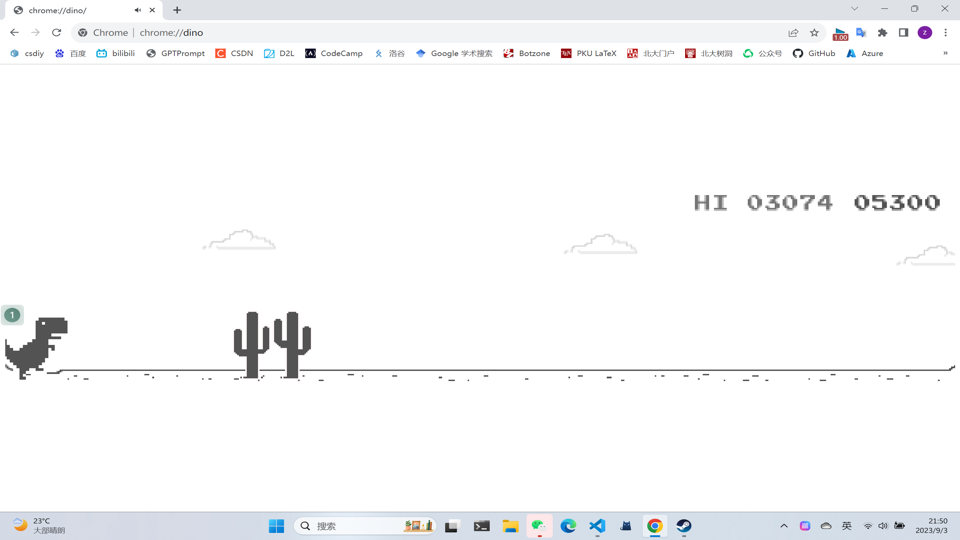 chrome://dino/
Chrome | chrome://dino
1.00
z
csdiy 百度 bilibili GPTPrompt CSDN D2L CodeCamp 洛谷 Google 学术搜索 Botzone PKU LaTeX 北大门户 北大树洞 公众号 GitHub Azure »
HI 03074 05300
1
23°C
大部晴朗
搜索
英
21:50
2023/9/3